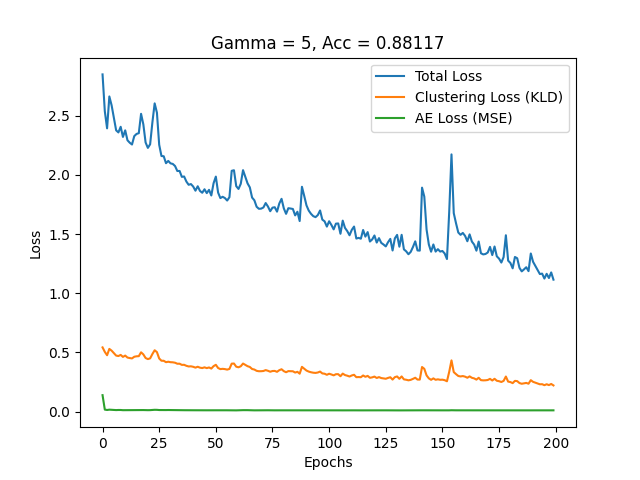 Gamma = 5, Acc = 0.88117
Total Loss
Clustering Loss (KLD)
AE Loss (MSE)
Loss
2.5
2.0
1.5
1.0
0.5
0.0
0 25 50 75 100 125 150 175 200
Epochs